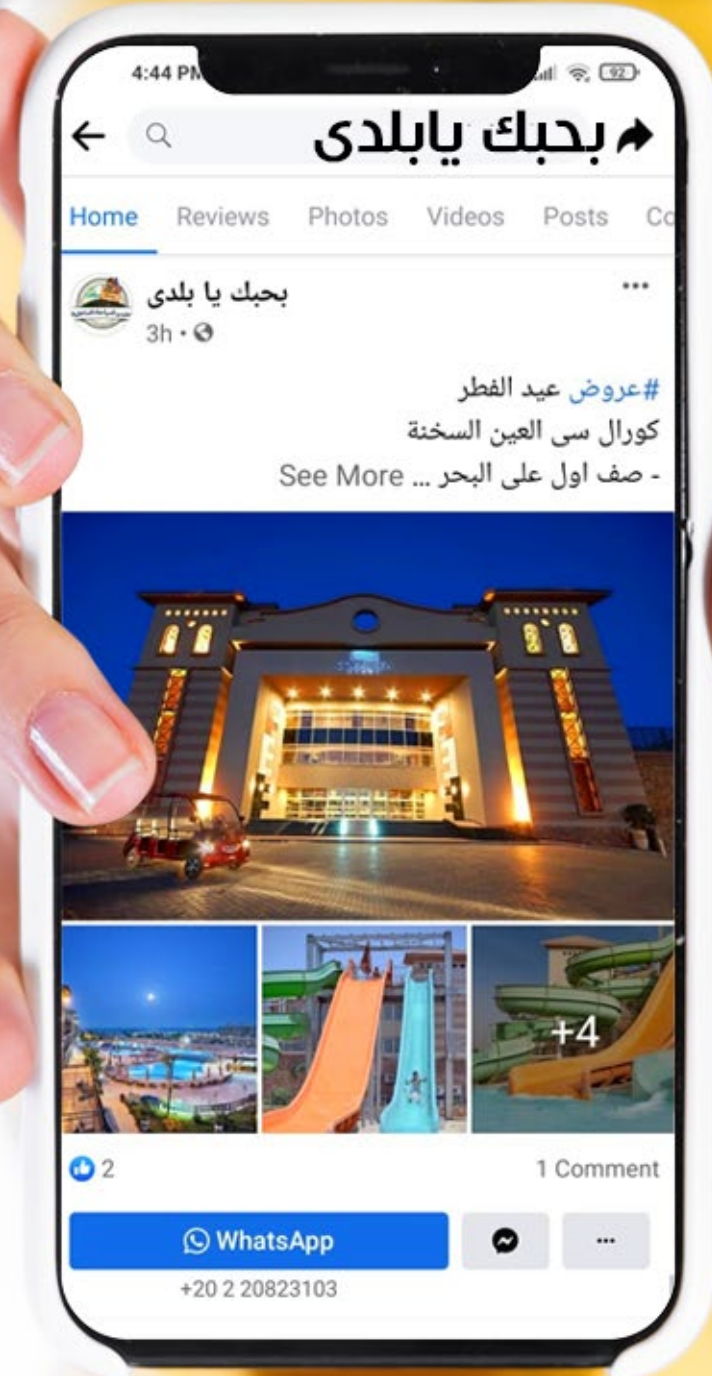 4:44 PM
92
بحبك يابلدى
Home Reviews Photos Videos Posts
بحبك يا بلدى
3h
#عروض عيد الفطر
كورال سى العين السخنة
- صف اول على البحر ... See More
+4
2
1 Comment
WhatsApp
+20 2 20823103